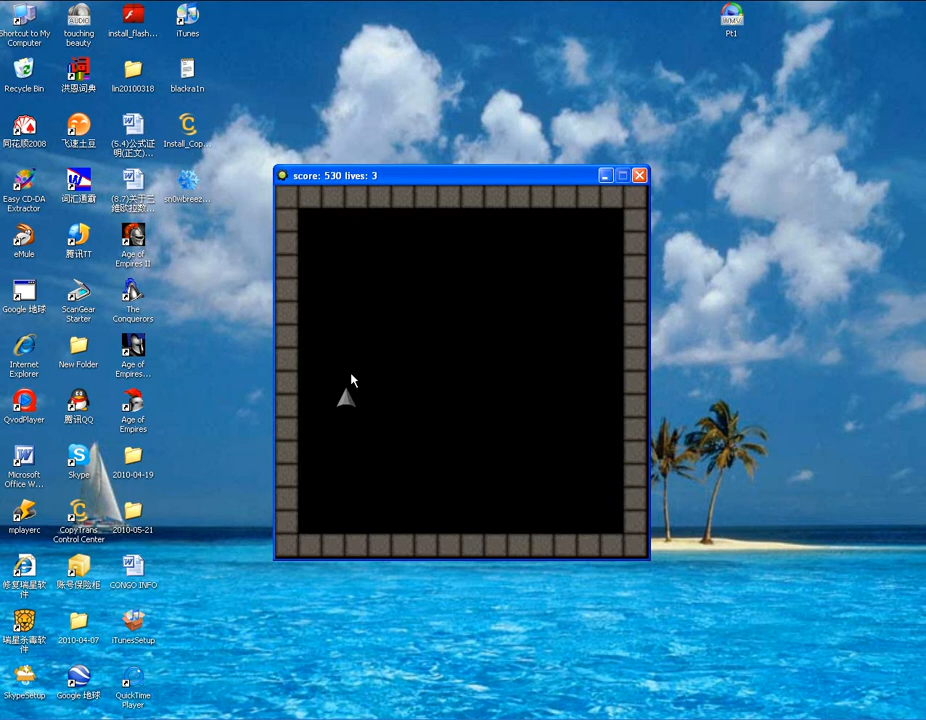 Shortcut to My
Computer
AUDIO
touching
beauty
install_flash...
iTunes
WMV
Pt1
Recycle Bin
洪恩词典
lin20100318
blackra1n
同花顺2008
飞速土豆
(5.4)公式证
明(正文)...
Install_Cop...
score: 530 lives: 3
Easy CD-DA
Extractor
词汇语霸
(8.7)关于三
维欧拉数...
sn0wbreez...
eMule
腾讯TT
Age of
Empires II
Google 地球
ScanGear
Starter
The
Conquerors
Internet
Explorer
New Folder
Age of
Empires...
QvodPlayer
腾讯QQ
Age of
Empires
Microsoft
Office W...
Skype
2010-04-19
mplayerc
CopyTrans
Control Center
2010-05-21
修复瑞星软
件
账号保险柜
CONGO INFO
瑞星杀毒软
件
2010-04-07
iTunesSetup
SkypeSetup
Google 地球
QuickTime
Player